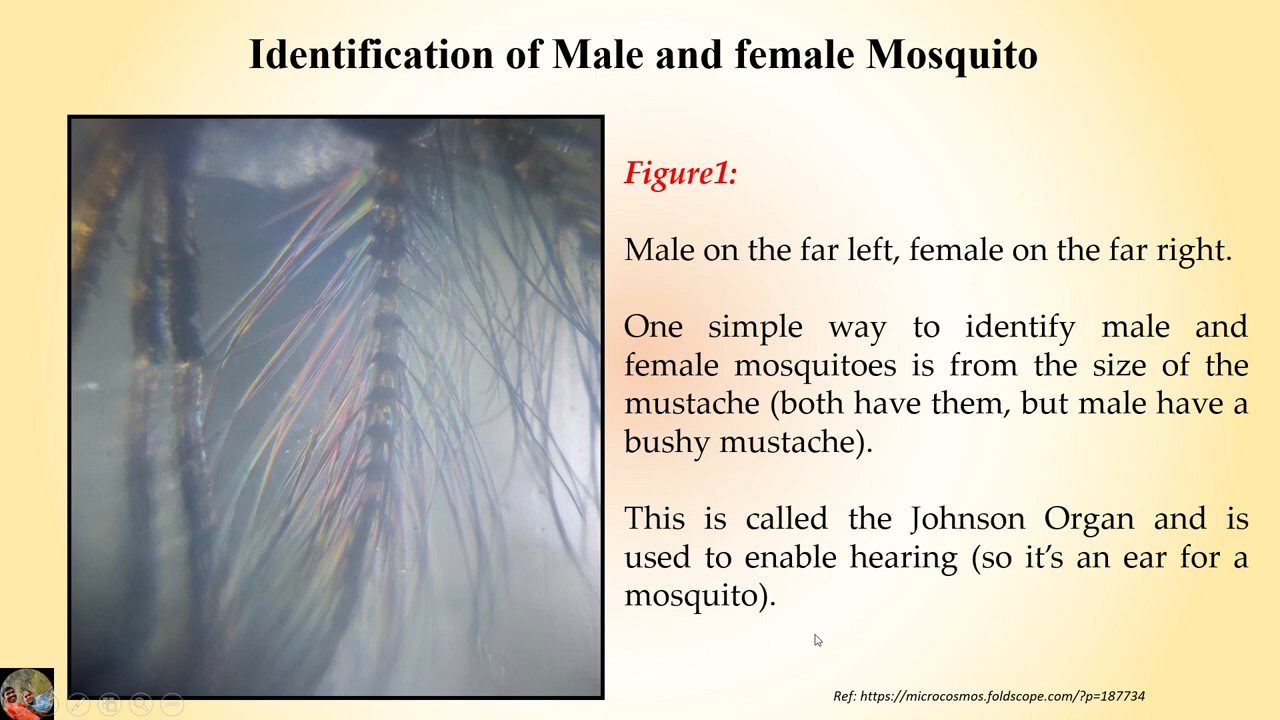 Identification of Male and female Mosquito
Figure1:
Male on the far left, female on the far right.
One simple way to identify male and
female mosquitoes is from the size of the
mustache (both have them, but male have a
bushy mustache).
This is called the Johnson Organ and is
used to enable hearing (so it's an ear for a
mosquito).
Ref: https://microcosmos.foldscope.com/?p=187734